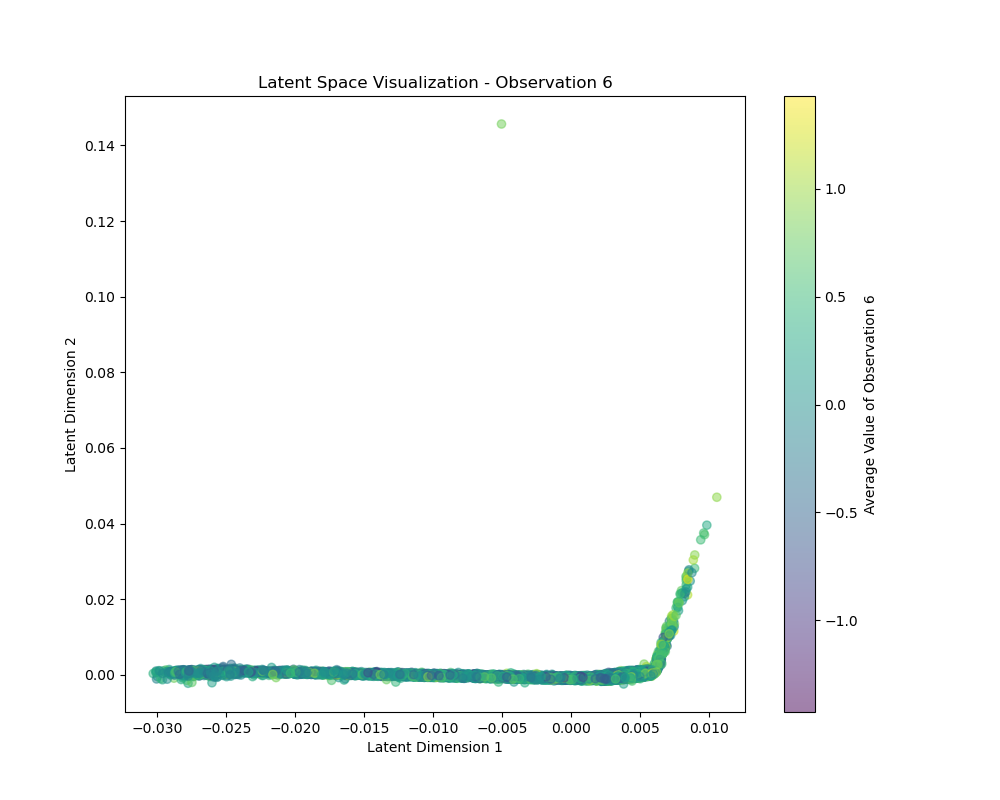 Latent Space Visualization - Observation 6
0.14
0.12
0.10
0.08
0.06
0.04
0.02
0.00
Latent Dimension 2
−0.030 −0.025 −0.020 −0.015 −0.010 −0.005 0.000 0.005 0.010
Latent Dimension 1
1.0
0.5
0.0
−0.5
−1.0
Average Value of Observation 6